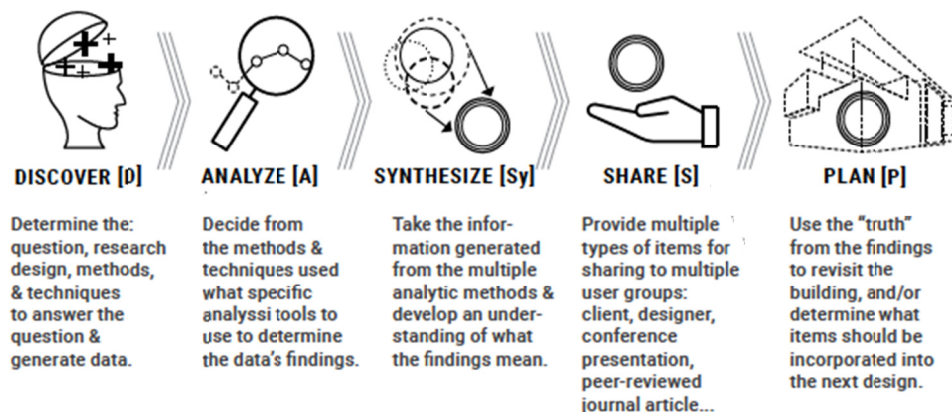 DISCOVER [D]
Determine the:
question, research
design, methods,
& techniques
to answer the
question &
generate data.
ANALYZE [A]
Decide from
the methods &
techniques used
what specific
analyssi tools to
use to determine
the data's findings.
SYNTHESIZE [Sy]
Take the infor-
mation generated
from the multiple
analytic methods &
develop an under-
standing of what
the findings mean.
SHARE [S]
Provide multiple
types of items for
sharing to multiple
user groups:
client, designer,
conference
presentation,
peer-reviewed
journal article...
PLAN [P]
Use the “truth”
from the findings
to revisit the
building, and/or
determine what
items should be
incorporated into
the next design.